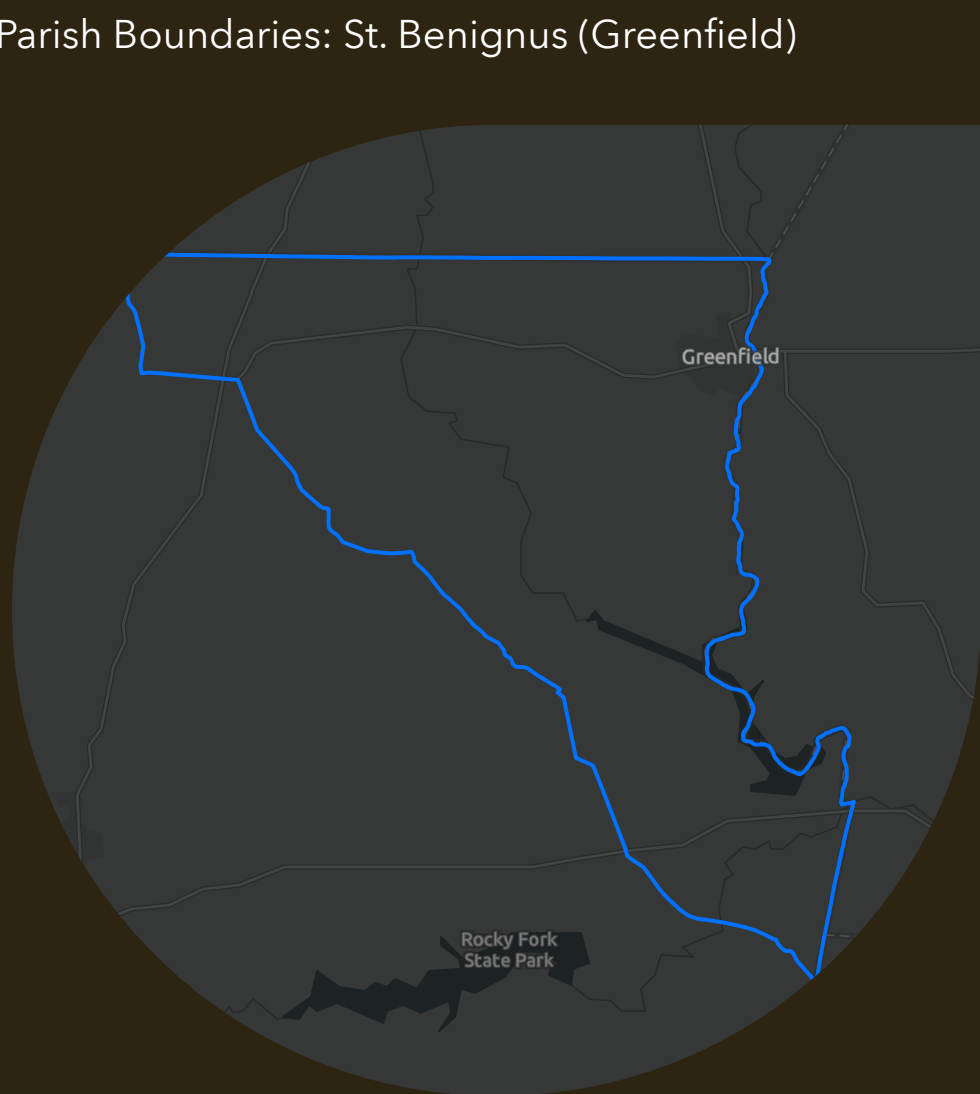 Parish Boundaries: St. Benignus (Greenfield)
Greenfield
Rocky Fork
State Park